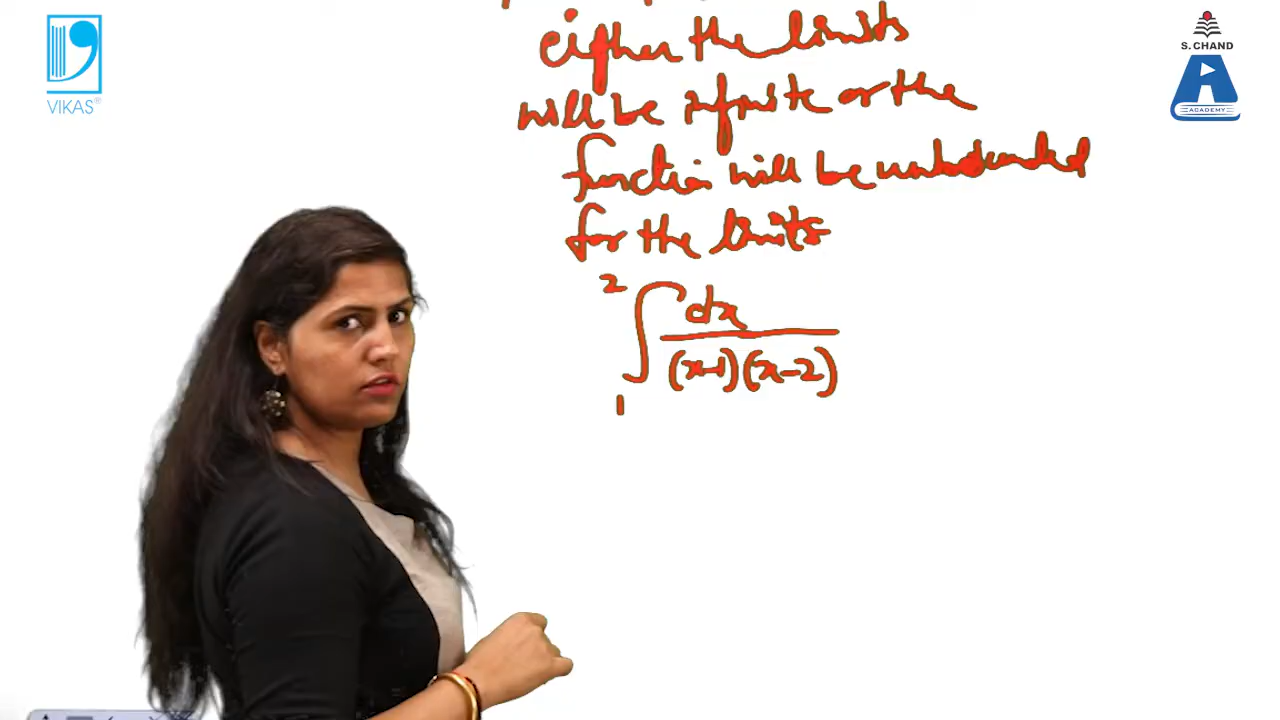 VIKAS®
S. CHAND
ACADEMY
either the limits
will be infinite or the
function will be unbounded
for the limits
2
∫ dx
(x-1)(x-2)
1